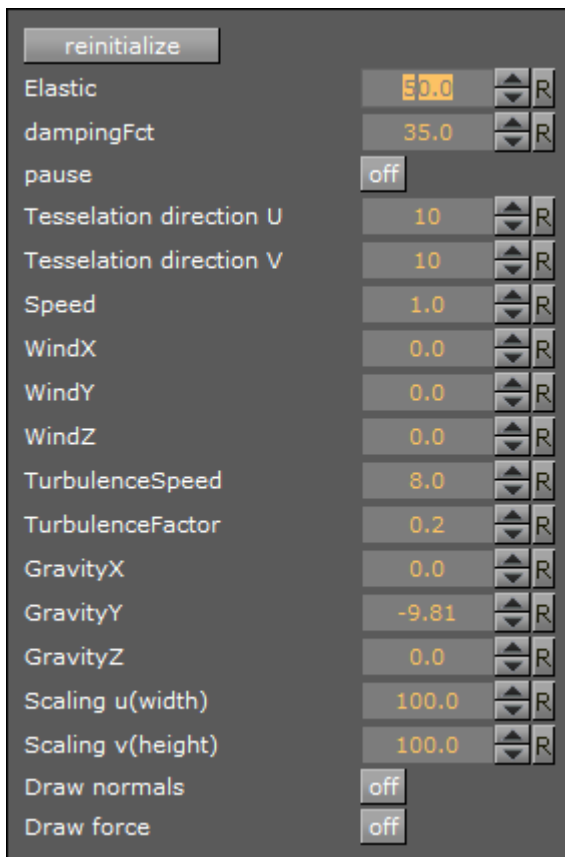 reinitialize
Elastic 50.0 R
dampingFct 35.0 R
pause off
Tesselation direction U 10 R
Tesselation direction V 10 R
Speed 1.0 R
WindX 0.0 R
WindY 0.0 R
WindZ 0.0 R
TurbulenceSpeed 8.0 R
TurbulenceFactor 0.2 R
GravityX 0.0 R
GravityY -9.81 R
GravityZ 0.0 R
Scaling u(width) 100.0 R
Scaling v(height) 100.0 R
Draw normals off
Draw force off